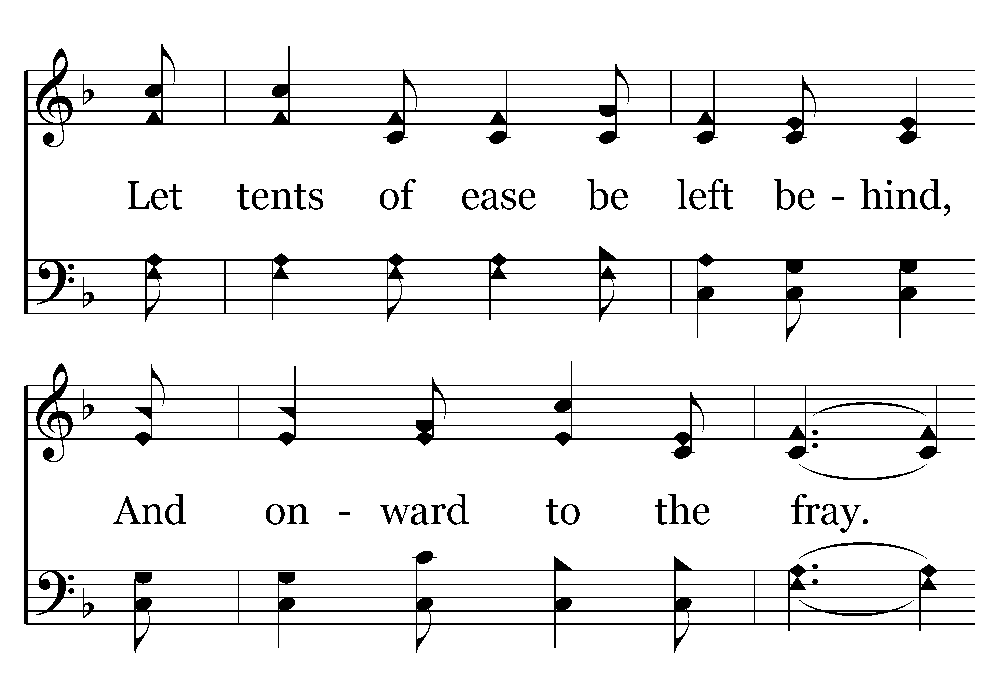 Let tents of ease be left be - hind,
And on - ward to the fray.